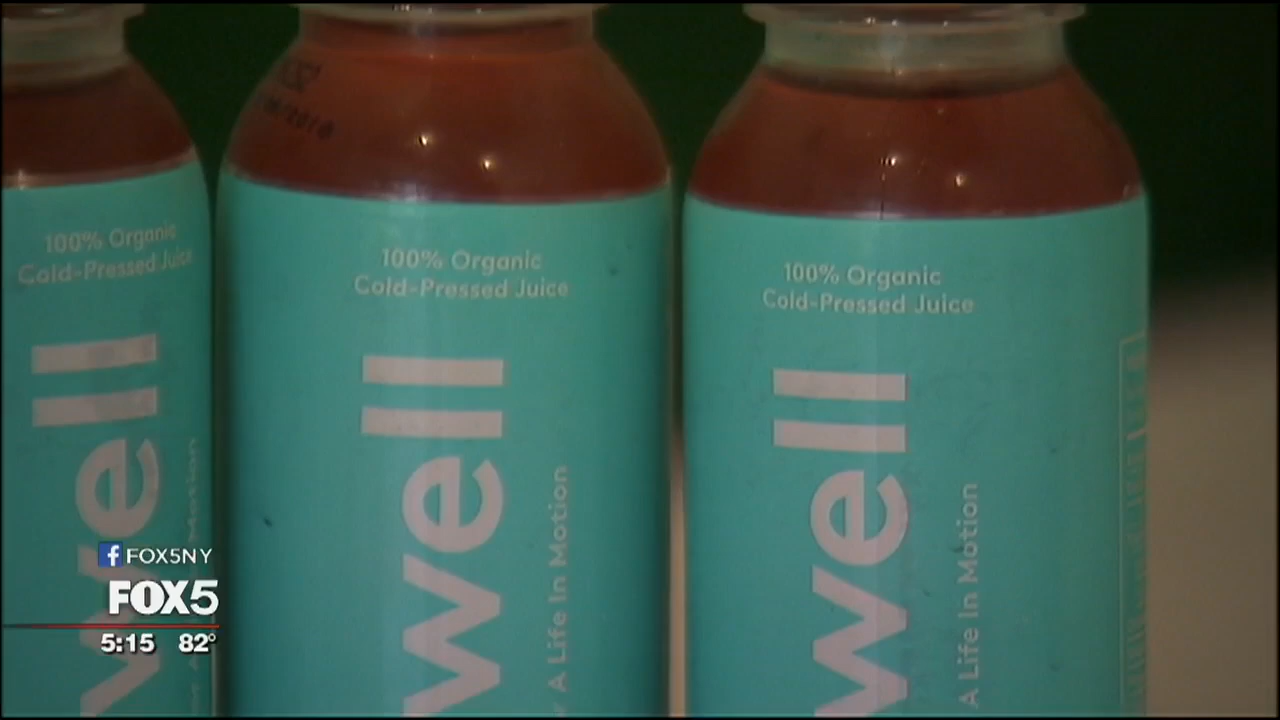 100% Organic
Cold-Pressed Juice
well
Motion
100% Organic
Cold-Pressed Juice
well
A Life In Motion
100% Organic
Cold-Pressed Juice
well
A Life In Motion
f FOX5NY
FOX5
5:15 82°